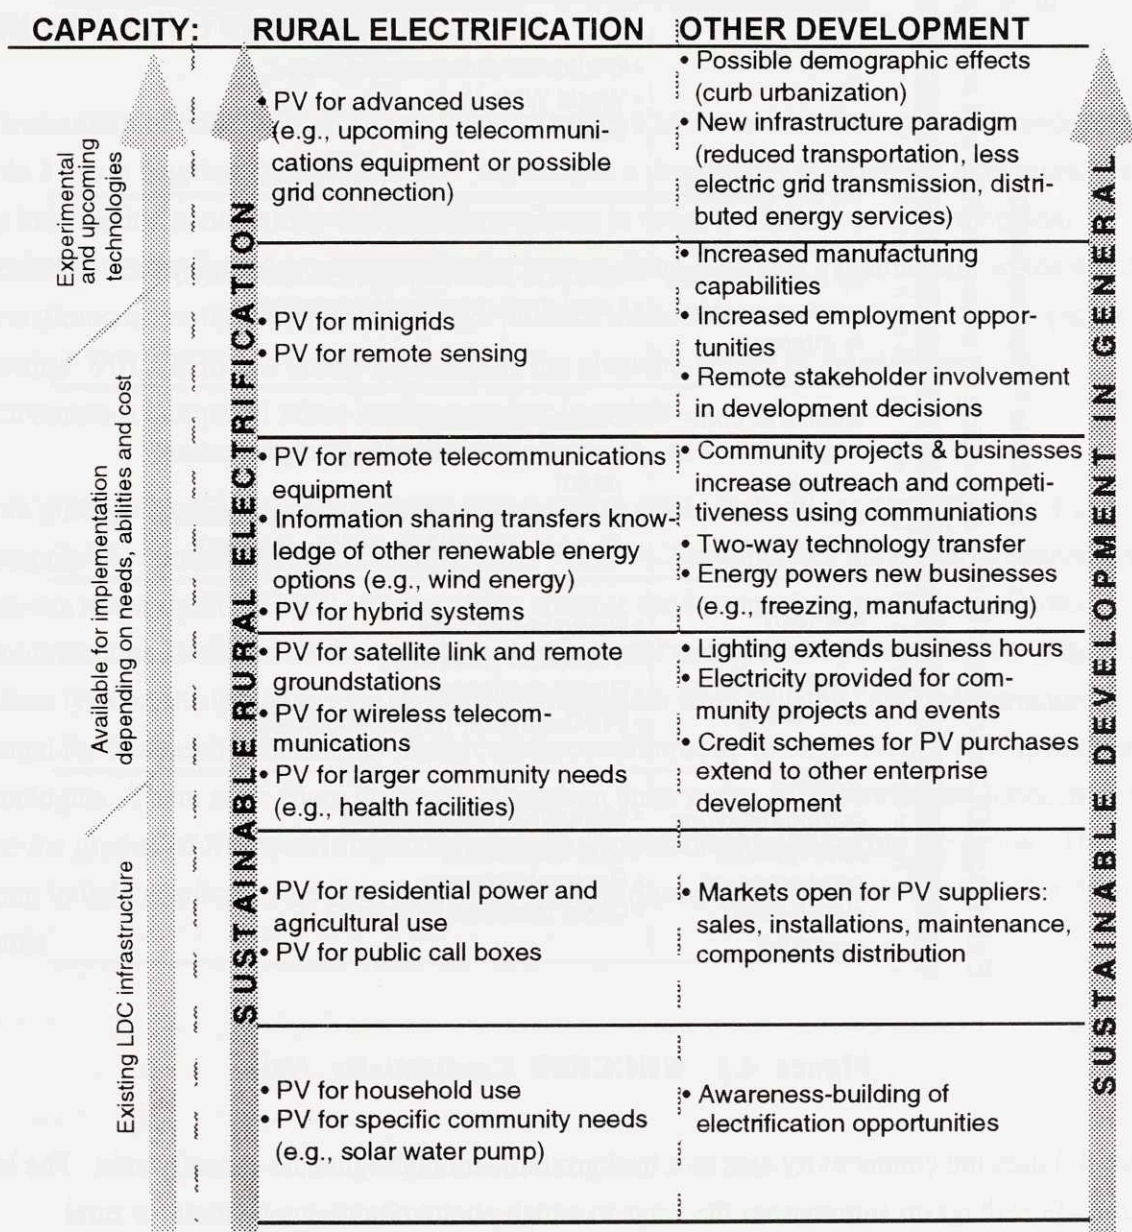 CAPACITY:
RURAL ELECTRIFICATION
OTHER DEVELOPMENT
Experimental
and upcoming
technologies
Available for implementation
depending on needs, abilities and cost
Existing LDC infrastructure
SUSTAINABLE RURAL ELECTRIFICATION
• PV for advanced uses
(e.g., upcoming telecommuni-
cations equipment or possible
grid connection)
• Possible demographic effects
(curb urbanization)
• New infrastructure paradigm
(reduced transportation, less
electric grid transmission, distri-
buted energy services)
• PV for minigrids
• PV for remote sensing
• Increased manufacturing
capabilities
• Increased employment oppor-
tunities
• Remote stakeholder involvement
in development decisions
• PV for remote telecommunications
equipment
• Information sharing transfers know-
ledge of other renewable energy
options (e.g., wind energy)
• PV for hybrid systems
• Community projects & businesses
increase outreach and competi-
tiveness using communiations
• Two-way technology transfer
• Energy powers new businesses
(e.g., freezing, manufacturing)
• PV for satellite link and remote
groundstations
• PV for wireless telecom-
munications
• PV for larger community needs
(e.g., health facilities)
• Lighting extends business hours
• Electricity provided for com-
munity projects and events
• Credit schemes for PV purchases
extend to other enterprise
development
• PV for residential power and
agricultural use
• PV for public call boxes
• Markets open for PV suppliers:
sales, installations, maintenance,
components distribution
• PV for household use
• PV for specific community needs
(e.g., solar water pump)
• Awareness-building of
electrification opportunities
SUSTAINABLE DEVELOPMENT IN GENERAL